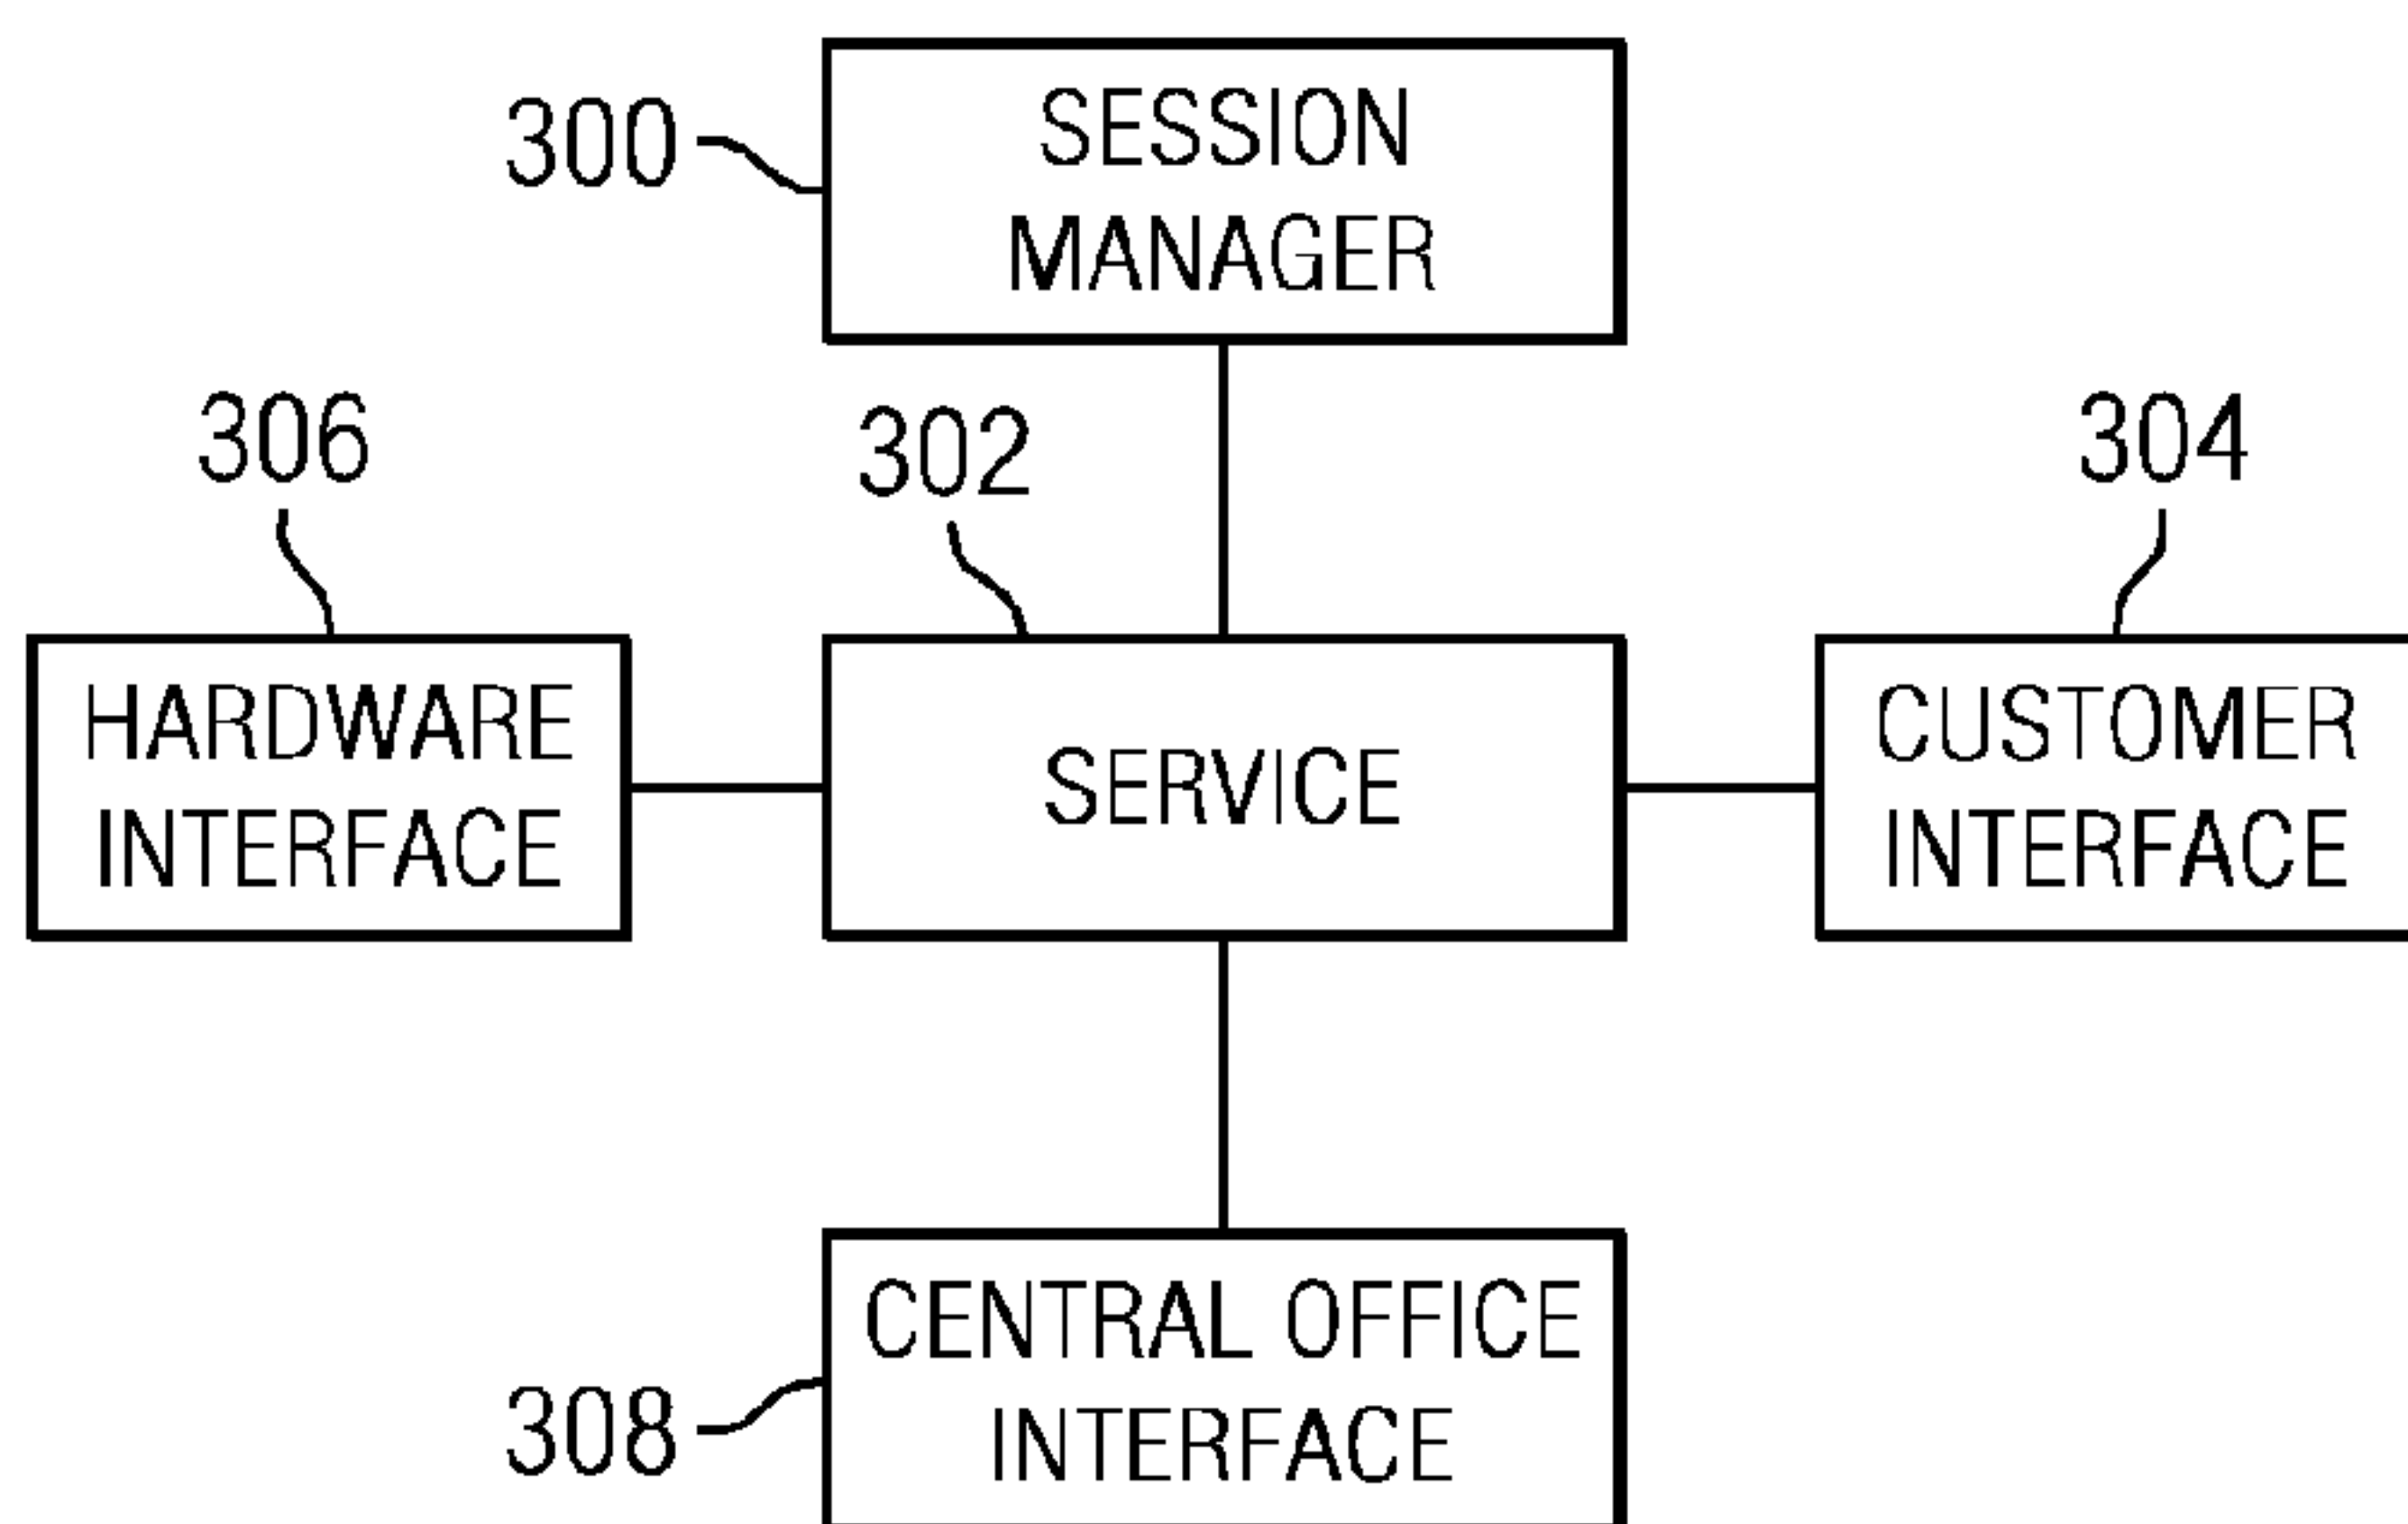 300
SESSION
MANAGER
306
302
304
HARDWARE
INTERFACE
SERVICE
CUSTOMER
INTERFACE
308
CENTRAL OFFICE
INTERFACE